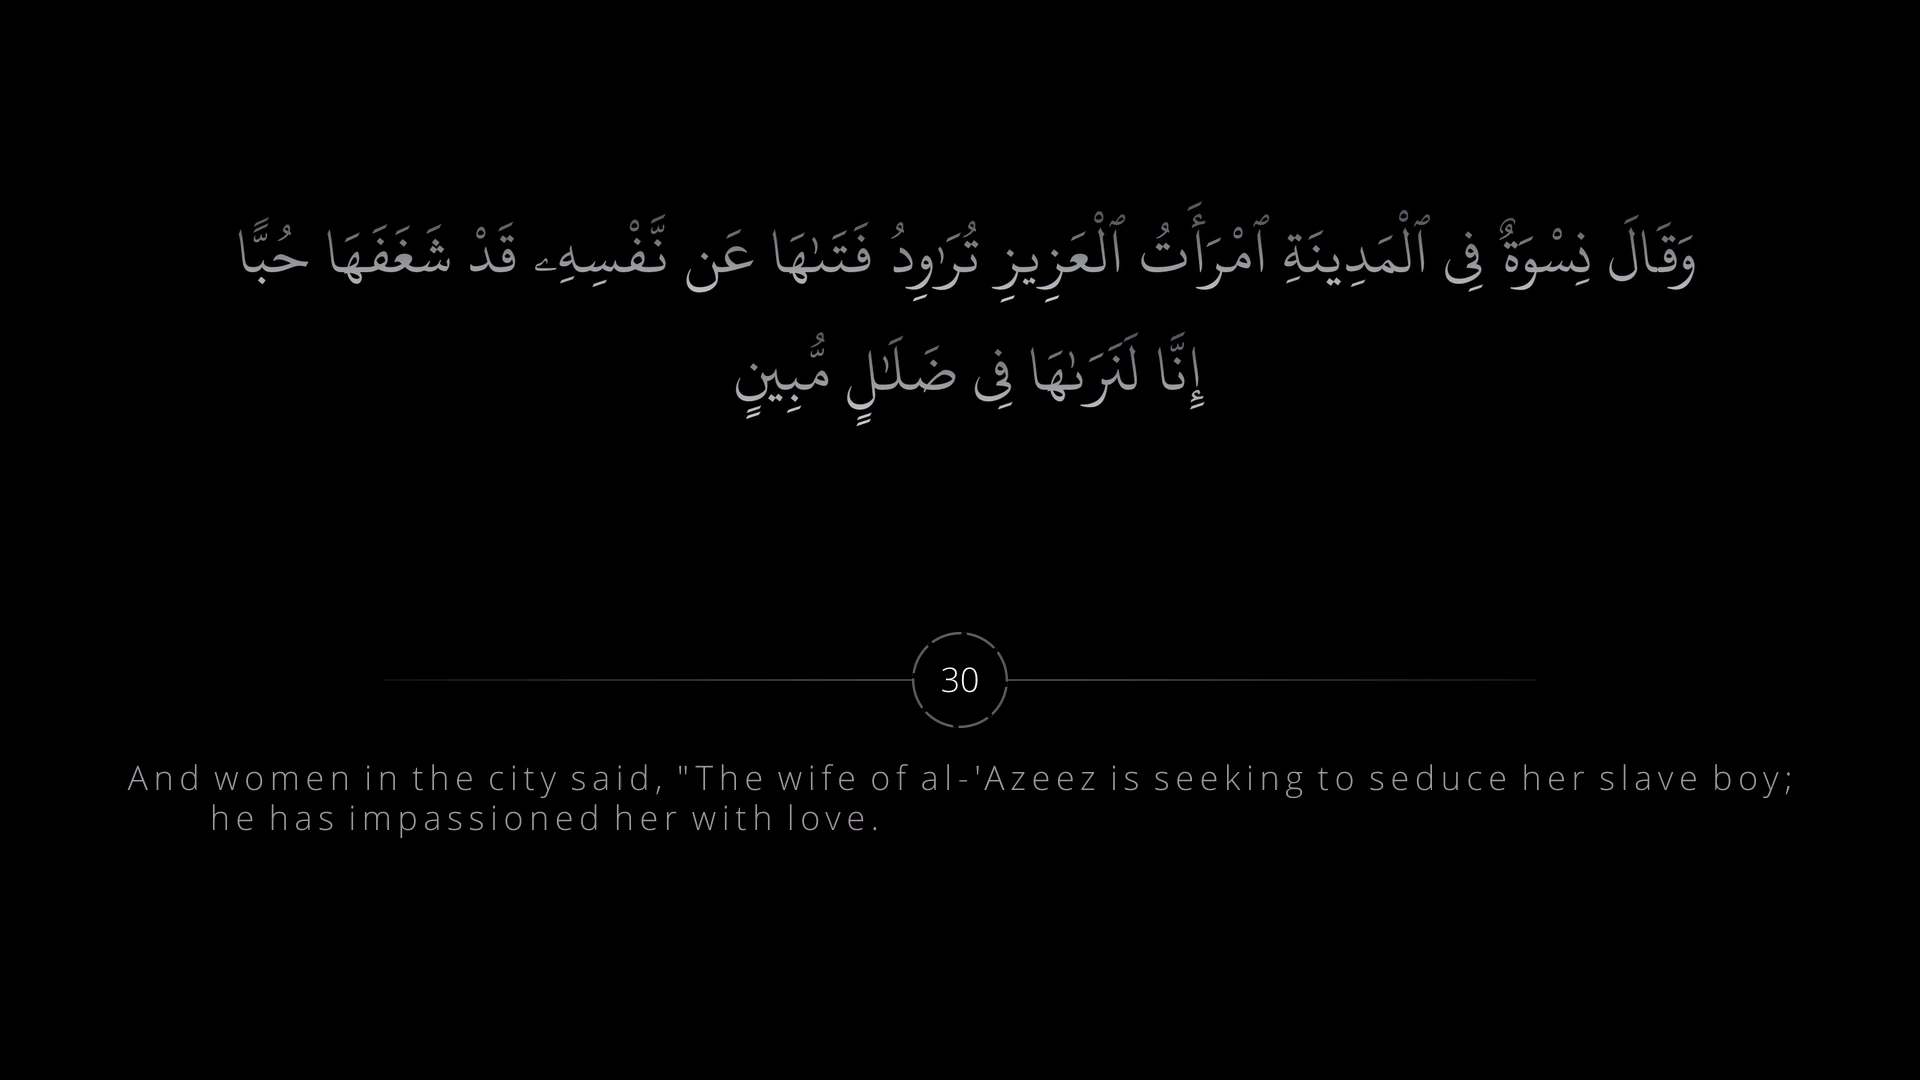 وَقَالَ نِسْوَةٌ فِى ٱلْمَدِينَةِ ٱمْرَأَتُ ٱلْعَزِيزِ تُرَٰوِدُ فَتَىٰهَا عَن نَّفْسِهِۦ قَدْ شَغَفَهَا حُبًّا
إِنَّا لَنَرَىٰهَا فِى ضَلَـٰلٍ مُّبِينٍ
30
And women in the city said, "The wife of al-'Azeez is seeking to seduce her slave boy;
he has impassioned her with love.